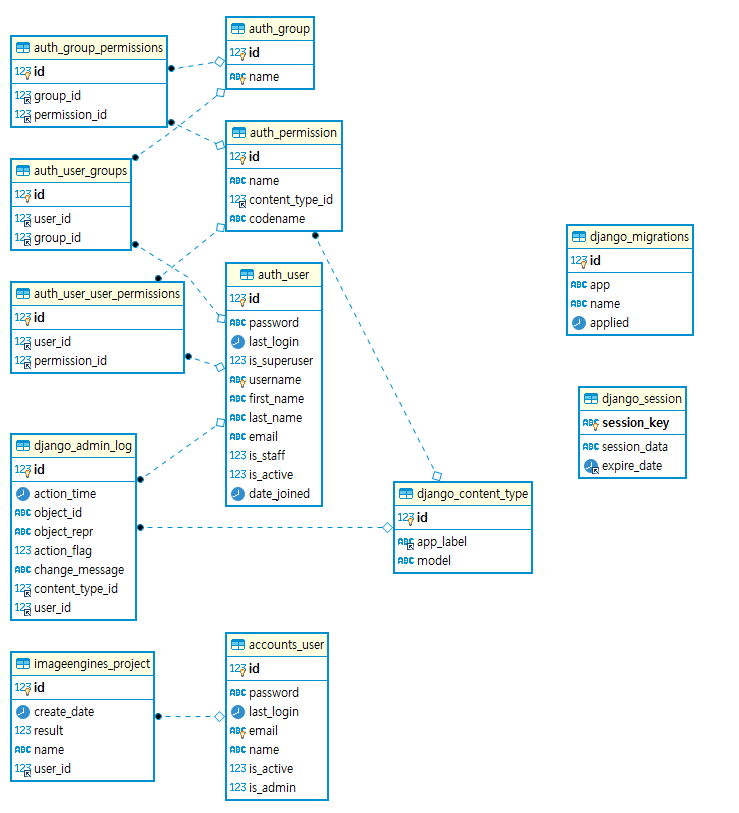 auth_group_permissions
123 id
123 group_id
123 permission_id
auth_group
123 id
ABC name
auth_permission
123 id
ABC name
123 content_type_id
ABC codename
auth_user_groups
123 id
123 user_id
123 group_id
auth_user_user_permissions
123 id
123 user_id
123 permission_id
auth_user
123 id
ABC password
last_login
123 is_superuser
ABC username
ABC first_name
ABC last_name
ABC email
123 is_staff
123 is_active
date_joined
django_migrations
123 id
ABC app
ABC name
applied
django_session
ABC session_key
ABC session_data
expire_date
django_admin_log
123 id
action_time
ABC object_id
ABC object_repr
123 action_flag
ABC change_message
123 content_type_id
123 user_id
django_content_type
123 id
ABC app_label
ABC model
imageengines_project
123 id
create_date
123 result
ABC name
123 user_id
accounts_user
123 id
ABC password
last_login
ABC email
ABC name
123 is_active
123 is_admin